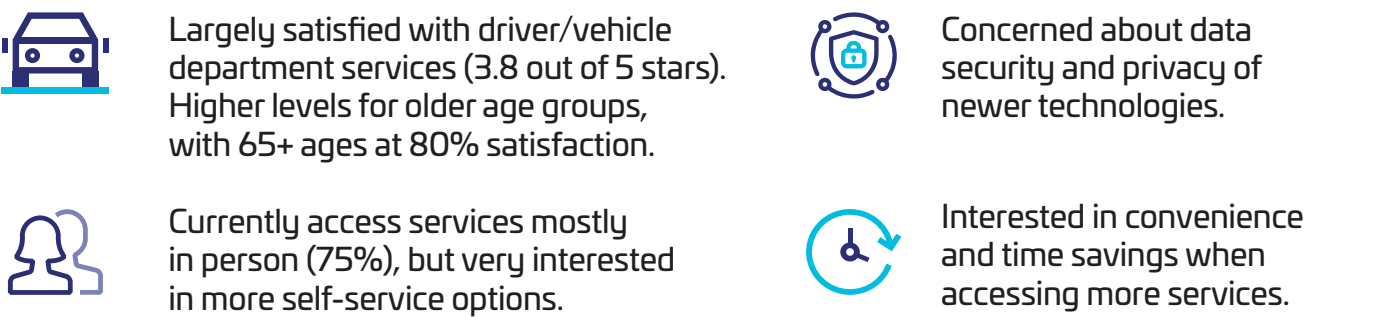 Largely satisfied with driver/vehicle
department services (3.8 out of 5 stars).
Higher levels for older age groups,
with 65+ ages at 80% satisfaction.
Currently access services mostly
in person (75%), but very interested
in more self-service options.
Concerned about data
security and privacy of
newer technologies.
Interested in convenience
and time savings when
accessing more services.